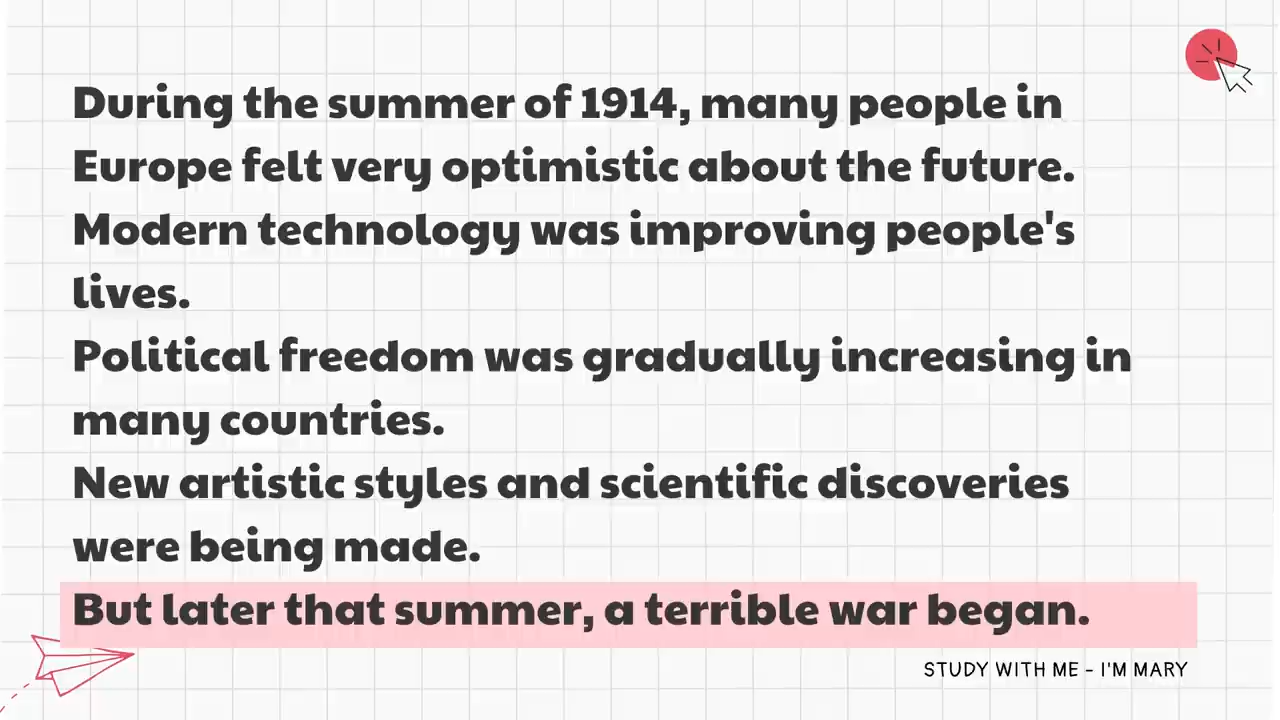 During the summer of 1914, many people in
Europe felt very optimistic about the future.
Modern technology was improving people's
lives.
Political freedom was gradually increasing in
many countries.
New artistic styles and scientific discoveries
were being made.
But later that summer, a terrible war began.
STUDY WITH ME - I'M MARY